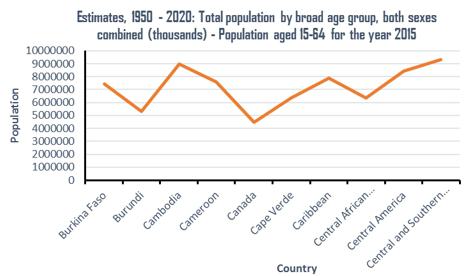 Estimates, 1950 - 2020: Total population by broad age group, both sexes
combined (thousands) - Population aged 15-64 for the year 2015
10000000
9000000
8000000
7000000
6000000
5000000
4000000
3000000
2000000
1000000
0
Population
Burkina Faso
Burundi
Cambodia
Cameroon
Canada
Cape Verde
Caribbean
Central African...
Central America
Central and Southern...
Country